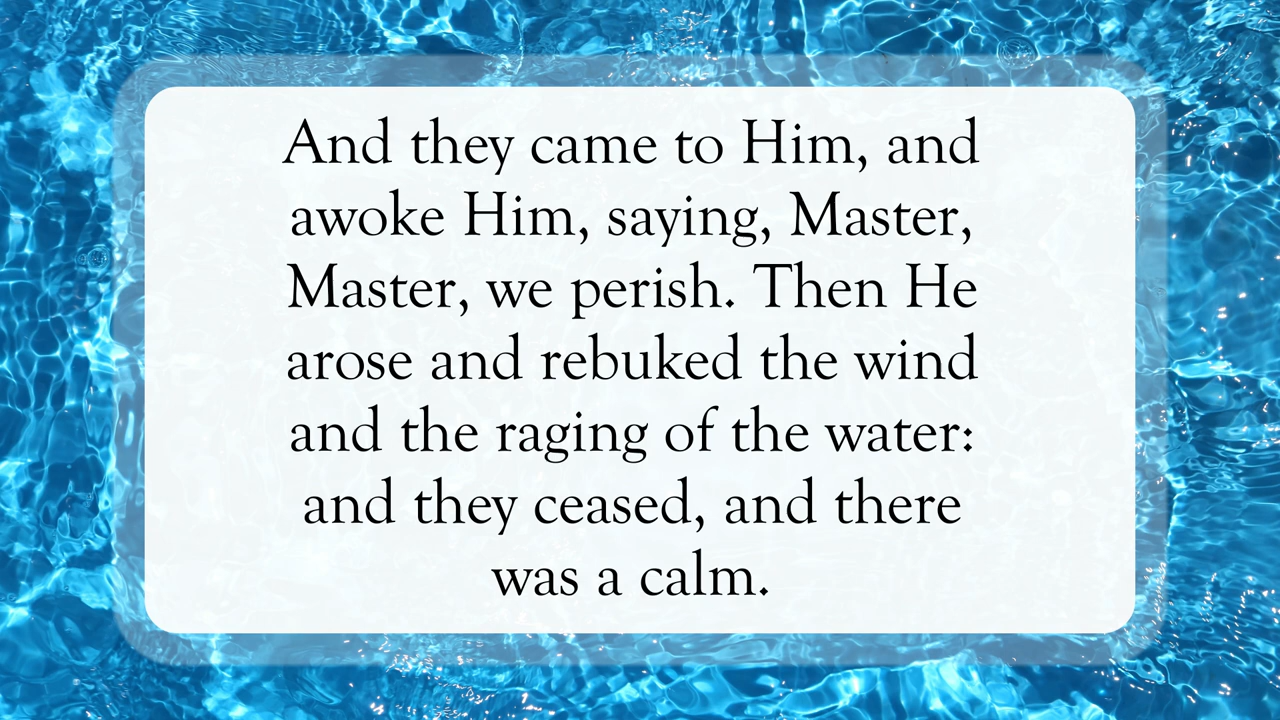 And they came to Him, and
awoke Him, saying, Master,
Master, we perish. Then He
arose and rebuked the wind
and the raging of the water:
and they ceased, and there
was a calm.